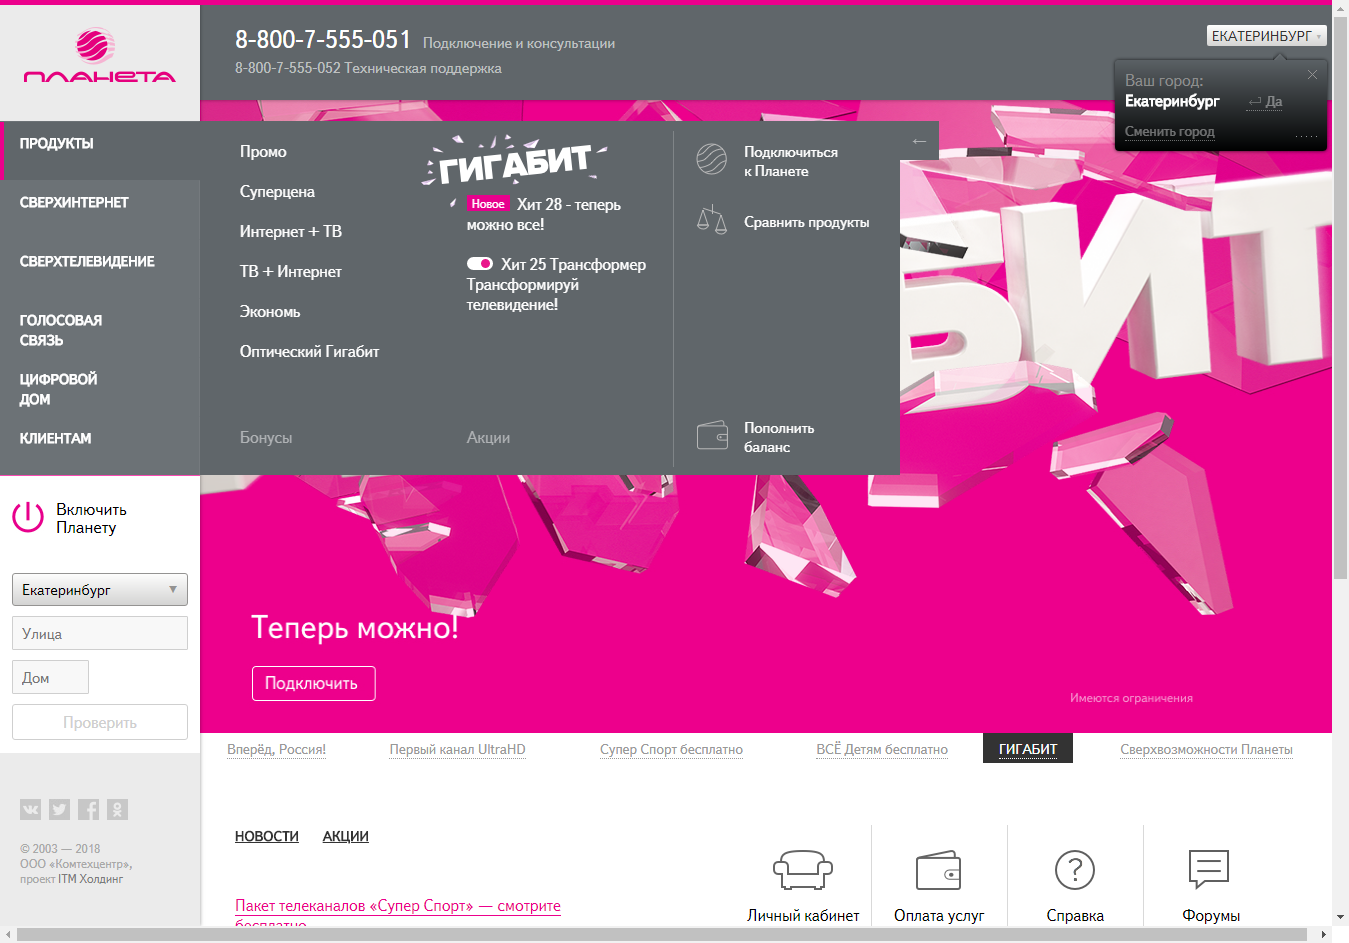 ПЛАНЕТА
8-800-7-555-051 Подключение и консультации
8-800-7-555-052 Техническая поддержка
ЕКАТЕРИНБУРГ
Ваш город:
Екатеринбург
Да
Сменить город
ПРОДУКТЫ
СВЕРХИНТЕРНЕТ
СВЕРХТЕЛЕВИДЕНИЕ
ГОЛОСОВАЯ
СВЯЗЬ
ЦИФРОВОЙ
ДОМ
КЛИЕНТАМ
Промо
Суперцена
Интернет + ТВ
ТВ + Интернет
Экономь
Оптический Гигабит
Бонусы
ГИГАБИТ
Новое Хит 28 - теперь
можно все!
Хит 25 Трансформер
Трансформируй
телевидение!
Акции
Подключиться
к Планете
Сравнить продукты
Пополнить
баланс
БИТ
Включить
Планету
Екатеринбург
Улица
Дом
Проверить
Теперь можно!
Подключить
Имеются ограничения
Вперёд, Россия!
Первый канал UltraHD
Супер Спорт бесплатно
ВСЁ Детям бесплатно
ГИГАБИТ
Сверхвозможности Планеты
© 2003 — 2018
ООО «Комтехцентр»,
проект ITM Холдинг
НОВОСТИ АКЦИИ
Пакет телеканалов «Супер Спорт» — смотрите
бесплатно
Личный кабинет
Оплата услуг
Справка
Форумы